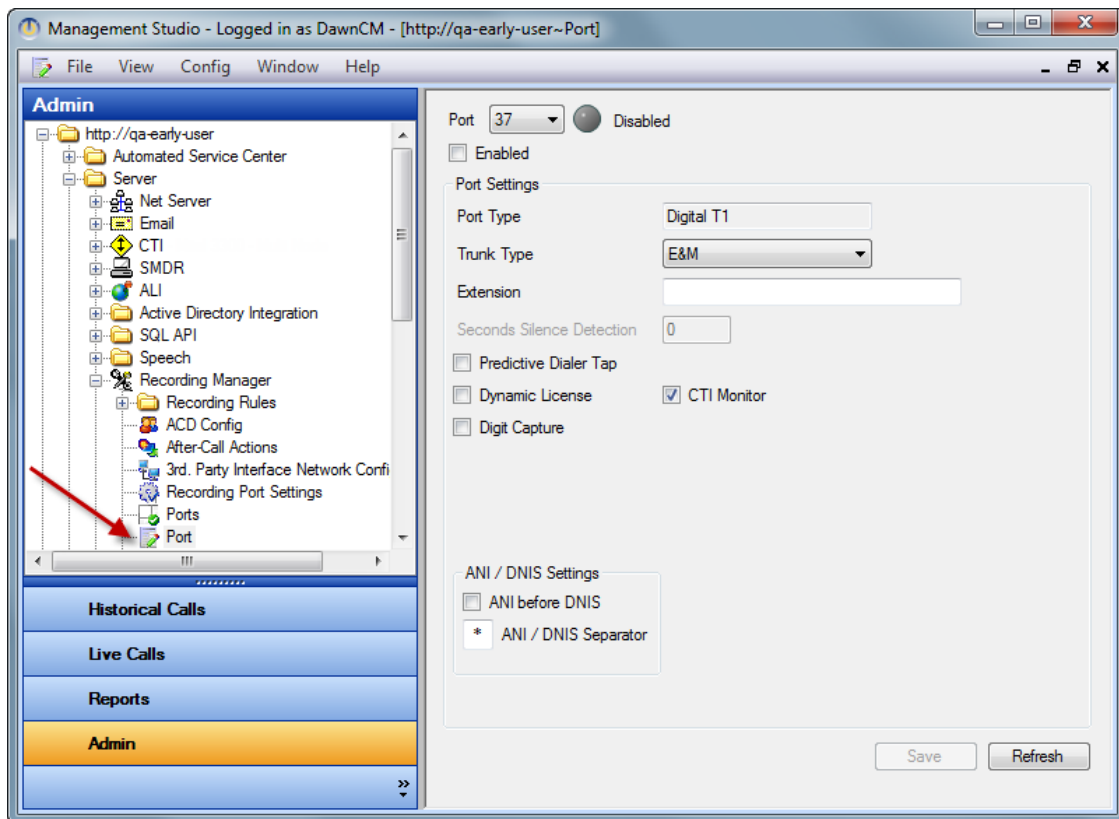 Management Studio - Logged in as DawnCM - [http://qa-early-user~Port]
File View Config Window Help
Admin
http://qa-early-user
Automated Service Center
Server
Net Server
Email
CTI
SMDR
ALI
Active Directory Integration
SQL API
Speech
Recording Manager
Recording Rules
ACD Config
After-Call Actions
3rd. Party Interface Network Confi
Recording Port Settings
Ports
Port
Historical Calls
Live Calls
Reports
Admin
Port 37 Disabled
Enabled
Port Settings
Port Type Digital T1
Trunk Type E&M
Extension
Seconds Silence Detection 0
Predictive Dialer Tap
Dynamic License CTI Monitor
Digit Capture
ANI / DNIS Settings
ANI before DNIS
* ANI / DNIS Separator
Save Refresh